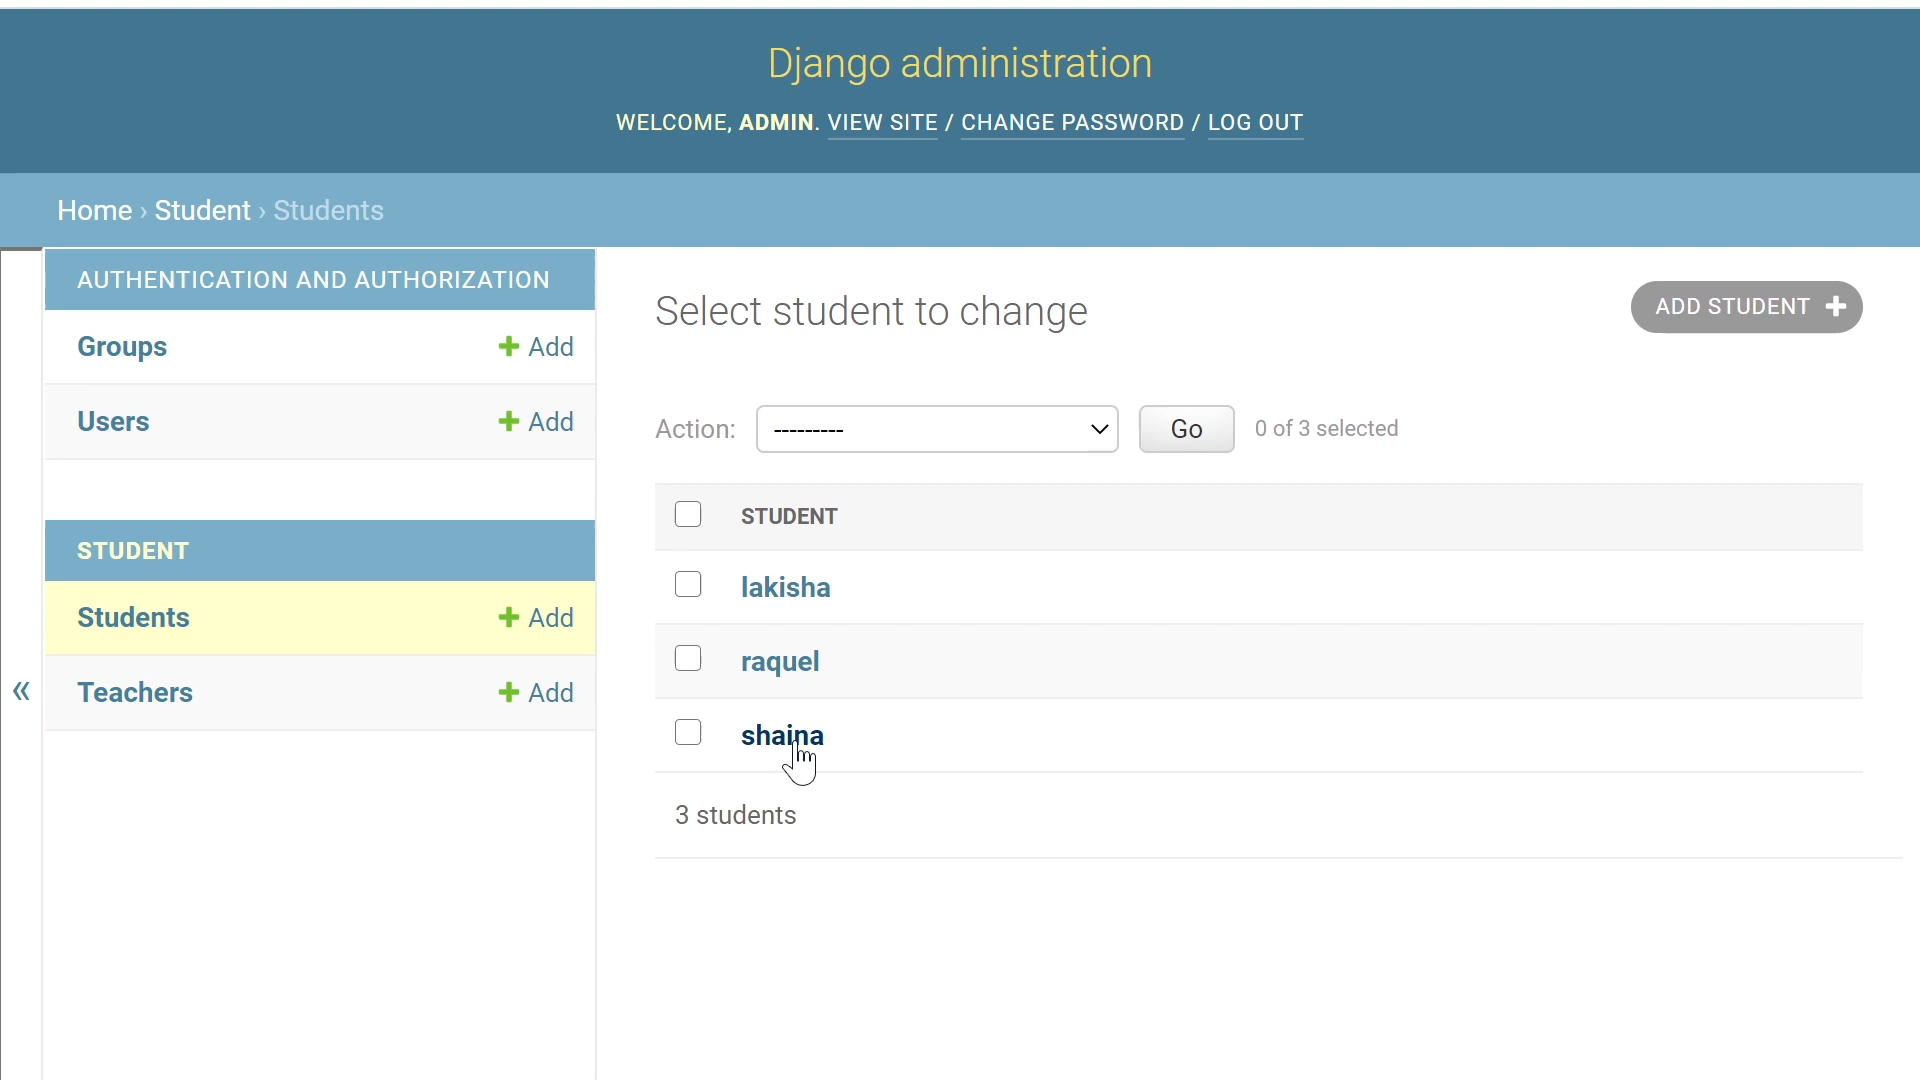 Django administration
WELCOME, ADMIN. VIEW SITE / CHANGE PASSWORD / LOG OUT
Home › Student › Students
AUTHENTICATION AND AUTHORIZATION
Groups + Add
Users + Add
STUDENT
Students + Add
Teachers + Add
«
Select student to change
ADD STUDENT +
Action: --------- Go 0 of 3 selected
STUDENT
lakisha
raquel
shaina
3 students